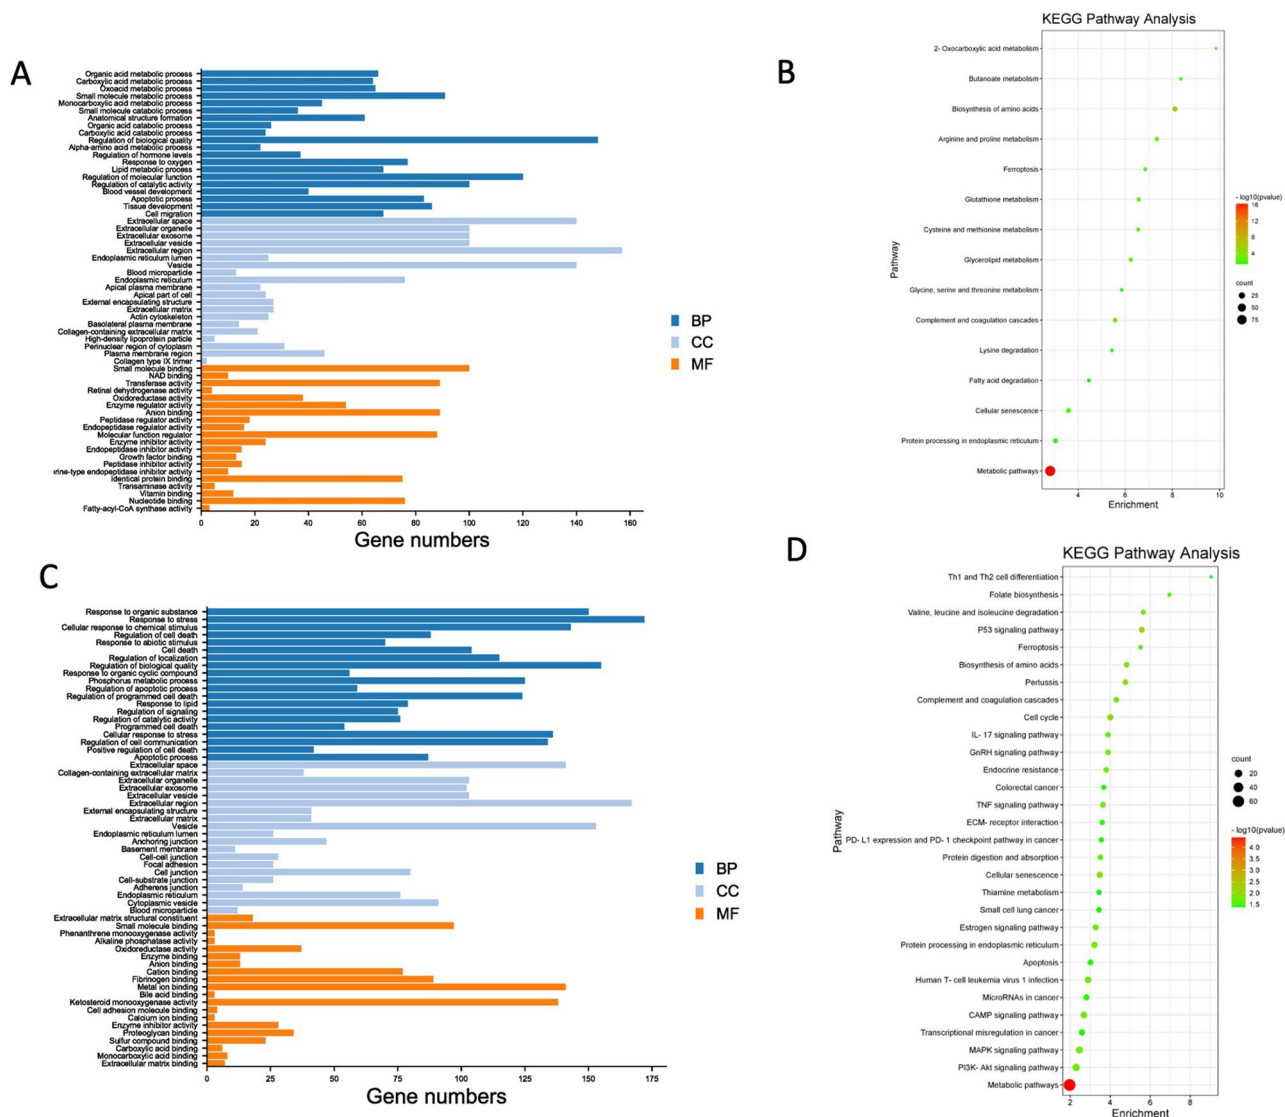 A
Organic acid metabolic process
Carboxylic acid metabolic process
Oxoacid metabolic process
Small molecule metabolic process
Monocarboxylic acid metabolic process
Small molecule catabolic process
Anatomical structure formation
Organic acid catabolic process
Carboxylic acid catabolic process
Regulation of biological quality
Alpha-amino acid metabolic process
Regulation of hormone levels
Response to oxygen
Lipid metabolic process
Regulation of molecular function
Regulation of catalytic activity
Blood vessel development
Apoptotic process
Tissue development
Cell migration
Extracellular space
Extracellular organelle
Extracellular exosome
Extracellular vesicle
Extracellular region
Endoplasmic reticulum lumen
Vesicle
Blood microparticle
Endoplasmic reticulum
Apical plasma membrane
Apical part of cell
External encapsulating structure
Extracellular matrix
Actin cytoskeleton
Basolateral plasma membrane
Collagen-containing extracellular matrix
High-density lipoprotein particle
Perinuclear region of cytoplasm
Plasma membrane region
Collagen type IX trimer
Small molecule binding
NAD binding
Transferase activity
Retinal dehydrogenase activity
Oxidoreductase activity
Enzyme regulator activity
Anion binding
Peptidase regulator activity
Endopeptidase regulator activity
Molecular function regulator
Enzyme inhibitor activity
Endopeptidase inhibitor activity
Growth factor binding
Peptidase inhibitor activity
rine-type endopeptidase inhibitor activity
Identical protein binding
Transaminase activity
Vitamin binding
Nucleotide binding
Fatty-acyl-CoA synthase activity
0 20 40 60 80 100 120 140 160
Gene numbers
BP
CC
MF
B
KEGG Pathway Analysis
2- Oxocarboxylic acid metabolism
Butanoate metabolism
Biosynthesis of amino acids
Arginine and proline metabolism
Ferroptosis
Glutathione metabolism
Cysteine and methionine metabolism
Glycerolipid metabolism
Glycine, serine and threonine metabolism
Complement and coagulation cascades
Lysine degradation
Fatty acid degradation
Cellular senescence
Protein processing in endoplasmic reticulum
Metabolic pathways
Pathway
4 6 8 10
Enrichment
- log10(pvalue)
16
12
8
4
count
25
50
75
C
Response to organic substance
Response to stress
Cellular response to chemical stimulus
Regulation of cell death
Response to abiotic stimulus
Cell death
Regulation of localization
Regulation of biological quality
Response to organic cyclic compound
Phosphorus metabolic process
Regulation of apoptotic process
Regulation of programmed cell death
Response to lipid
Regulation of signaling
Regulation of catalytic activity
Programmed cell death
Cellular response to stress
Regulation of cell communication
Positive regulation of cell death
Apoptotic process
Extracellular space
Collagen-containing extracellular matrix
Extracellular organelle
Extracellular exosome
Extracellular vesicle
Extracellular region
External encapsulating structure
Extracellular matrix
Vesicle
Endoplasmic reticulum lumen
Anchoring junction
Basement membrane
Cell-cell junction
Focal adhesion
Cell junction
Cell-substrate junction
Adherens junction
Endoplasmic reticulum
Cytoplasmic vesicle
Blood microparticle
Extracellular matrix structural constituent
Small molecule binding
Phenanthrene monooxygenase activity
Alkaline phosphatase activity
Oxidoreductase activity
Enzyme binding
Anion binding
Cation binding
Fibrinogen binding
Metal ion binding
Bile acid binding
Ketosteroid monooxygenase activity
Cell adhesion molecule binding
Calcium ion binding
Enzyme inhibitor activity
Proteoglycan binding
Sulfur compound binding
Carboxylic acid binding
Monocarboxylic acid binding
Extracellular matrix binding
0 25 50 75 100 125 150 175
Gene numbers
BP
CC
MF
D
KEGG Pathway Analysis
Th1 and Th2 cell differentiation
Folate biosynthesis
Valine, leucine and isoleucine degradation
P53 signaling pathway
Ferroptosis
Biosynthesis of amino acids
Pertussis
Complement and coagulation cascades
Cell cycle
IL- 17 signaling pathway
GnRH signaling pathway
Endocrine resistance
Colorectal cancer
TNF signaling pathway
ECM- receptor interaction
PD- L1 expression and PD- 1 checkpoint pathway in cancer
Protein digestion and absorption
Cellular senescence
Thiamine metabolism
Small cell lung cancer
Estrogen signaling pathway
Protein processing in endoplasmic reticulum
Apoptosis
Human T- cell leukemia virus 1 infection
MicroRNAs in cancer
CAMP signaling pathway
Transcriptional misregulation in cancer
MAPK signaling pathway
PI3K- Akt signaling pathway
Metabolic pathways
Pathway
2 4 6 8
Enrichment
count
20
40
60
- log10(pvalue)
4.0
3.5
3.0
2.5
2.0
1.5